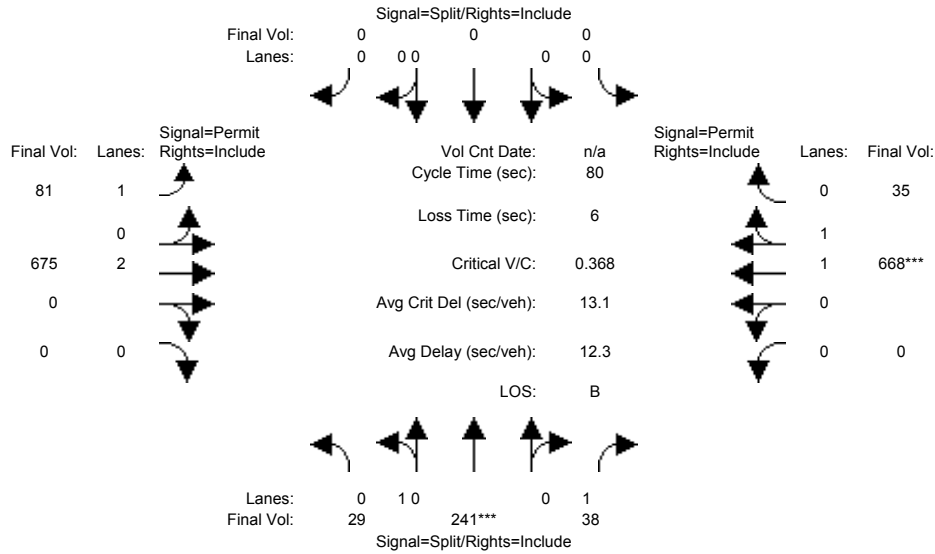 Signal=Split/Rights=Include
Final Vol: 0 0 0
Lanes: 0 0 0 0 0
Signal=Permit
Final Vol: Lanes: Rights=Include
Vol Cnt Date: n/a
Signal=Permit
Rights=Include Lanes: Final Vol:
81 1
Cycle Time (sec): 80
0 35
0
Loss Time (sec): 6
1
675 2
Critical V/C: 0.368
1 668***
0
Avg Crit Del (sec/veh): 13.1
0
0 0
Avg Delay (sec/veh): 12.3
0 0
LOS: B
Lanes: 0 1 0 0 1
Final Vol: 29 241*** 38
Signal=Split/Rights=Include